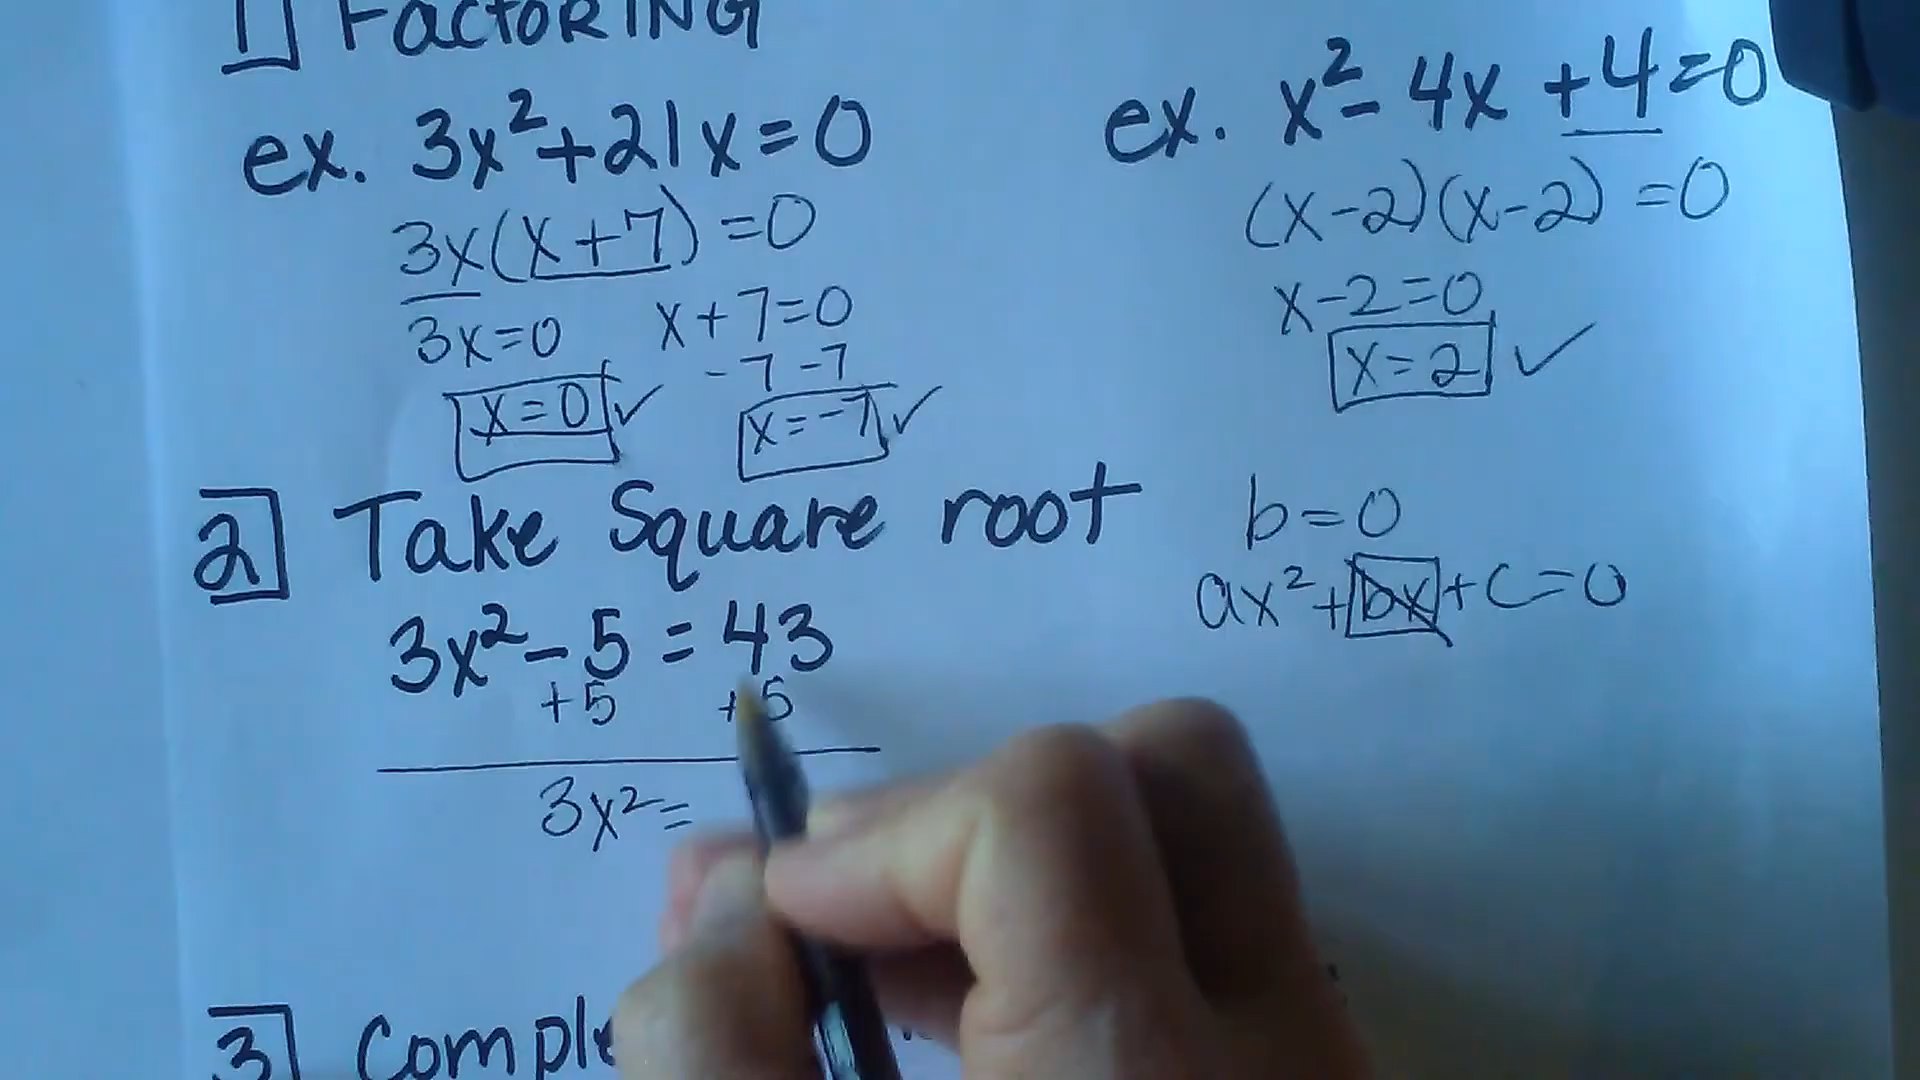 1 FACTORING
ex. 3x²+21x=0
3x(x+7)=0
3x=0 x+7=0
-7 -7
x=0 ✓ x=-7 ✓
ex. x²-4x+4=0
(x-2)(x-2)=0
x-2=0
x=2 ✓
2 Take Square root
3x²-5=43
+5 +5
3x²=
b=0
ax²+bx+c=0
3